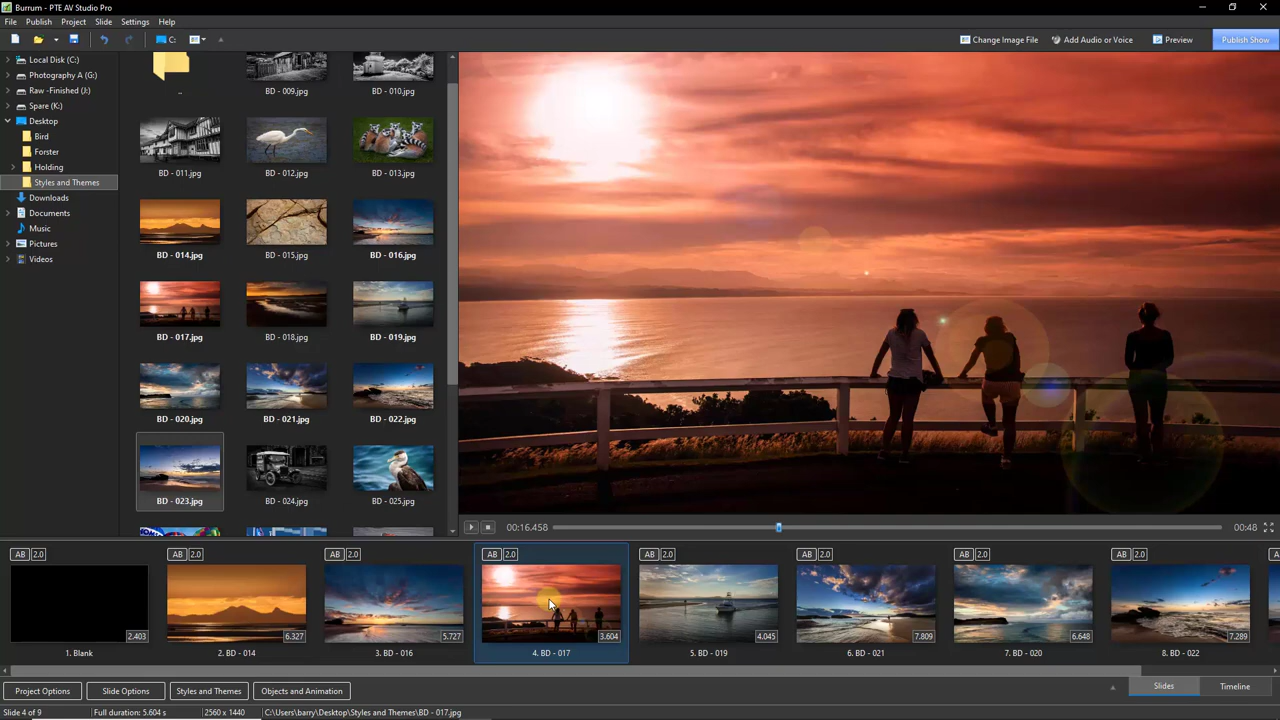 Burrum - PTE AV Studio Pro
File Publish Project Slide Options Settings Help
C: Change Image File Add Audio or Voice Preview Publish Show
Local Disk (C:)
Photography A (G:)
Raw -Finished (J:)
Spare (K:)
Desktop
Bird
Forster
Holding
Styles and Themes
Downloads
Documents
Music
Pictures
Videos
..
BD - 009.jpg
BD - 010.jpg
BD - 011.jpg
BD - 012.jpg
BD - 013.jpg
BD - 014.jpg
BD - 015.jpg
BD - 016.jpg
BD - 017.jpg
BD - 018.jpg
BD - 019.jpg
BD - 020.jpg
BD - 021.jpg
BD - 022.jpg
BD - 023.jpg
BD - 024.jpg
BD - 025.jpg
00:16.458 00:48
AB 2.0 AB 2.0 AB 2.0 AB 2.0 AB 2.0 AB 2.0 AB 2.0 AB 2.0
2.403 6.327 5.727 3.604 4.045 7.809 6.648 7.289
1. Blank 2. BD - 014 3. BD - 016 4. BD - 017 5. BD - 019 6. BD - 021 7. BD - 020 8. BD - 022
Project Options Slide Options Styles and Themes Objects and Animation Slides Timeline
Slide 4 of 9 Full duration: 5.604 s 2560 x 1440 C:\Users\barry\Desktop\Styles and Themes\BD - 017.jpg